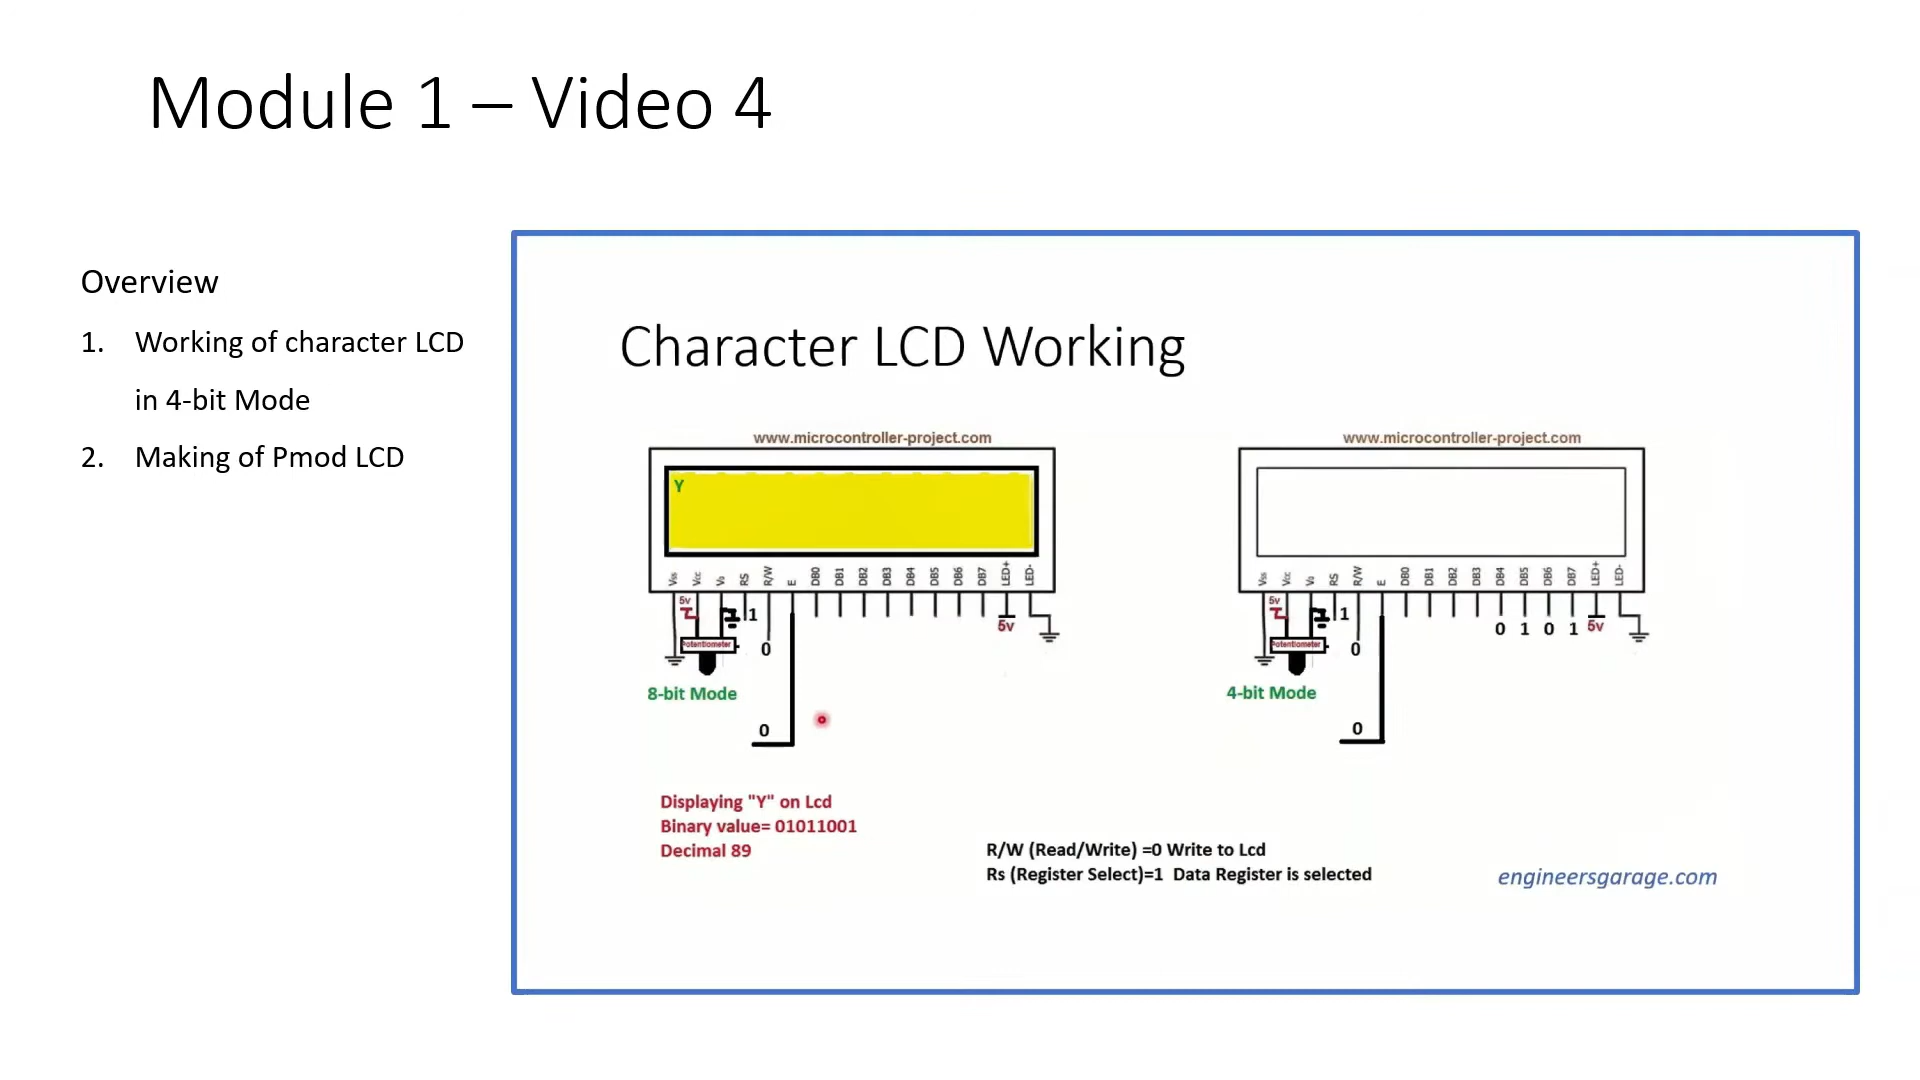 Module 1 – Video 4
Overview
1. Working of character LCD
in 4-bit Mode
2. Making of Pmod LCD
Character LCD Working
www.microcontroller-project.com
Y
Vss Vcc V₀ RS R/W E DB0 DB1 DB2 DB3 DB4 DB5 DB6 DB7 LED+ LED-
5v
1
5v
Potentiometer
0
8-bit Mode
0
www.microcontroller-project.com
Vss Vcc V₀ RS R/W E DB0 DB1 DB2 DB3 DB4 DB5 DB6 DB7 LED+ LED-
5v
1
0 1 0 1 5v
Potentiometer
0
4-bit Mode
0
Displaying "Y" on Lcd
Binary value= 01011001
Decimal 89
R/W (Read/Write) =0 Write to Lcd
Rs (Register Select)=1 Data Register is selected
engineersgarage.com